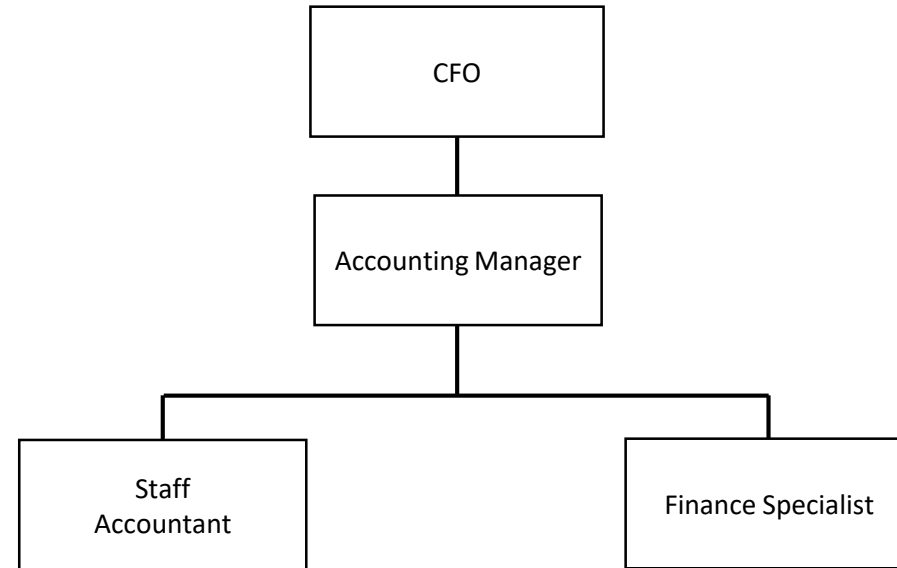 CFO
Accounting Manager
Staff
Accountant
Finance Specialist